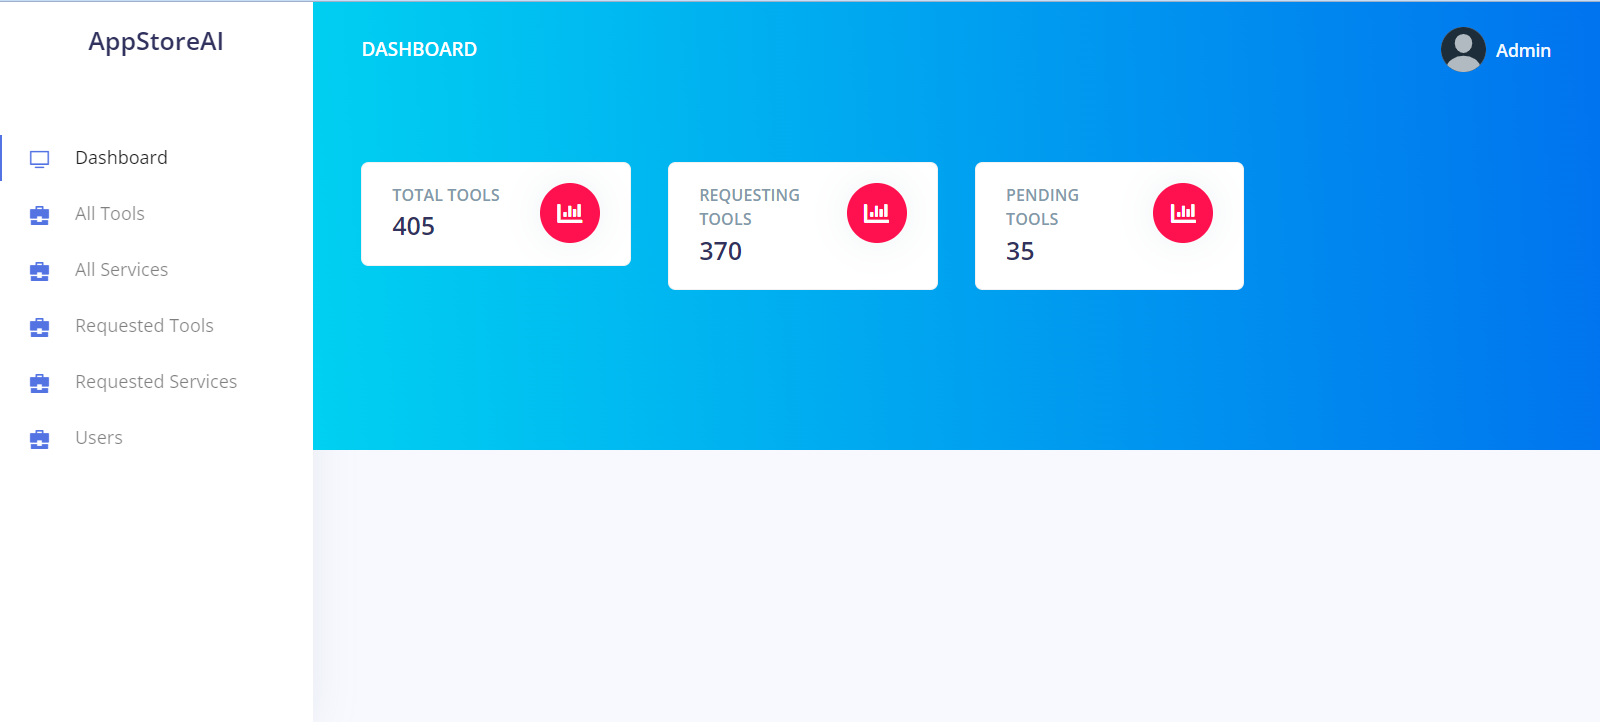 AppStoreAI
Dashboard
All Tools
All Services
Requested Tools
Requested Services
Users
DASHBOARD
Admin
TOTAL TOOLS
405
REQUESTING
TOOLS
370
PENDING
TOOLS
35